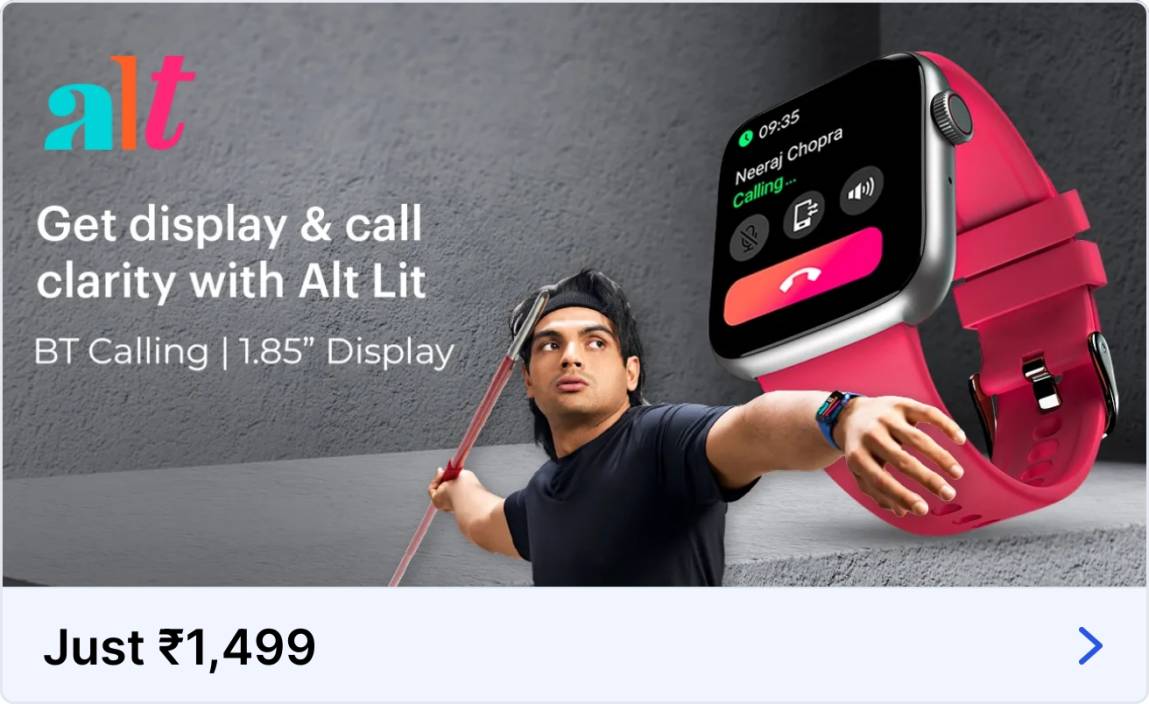 alt
Get display & call
clarity with Alt Lit
BT Calling | 1.85” Display
09:35
Neeraj Chopra
Calling...
Just ₹1,499